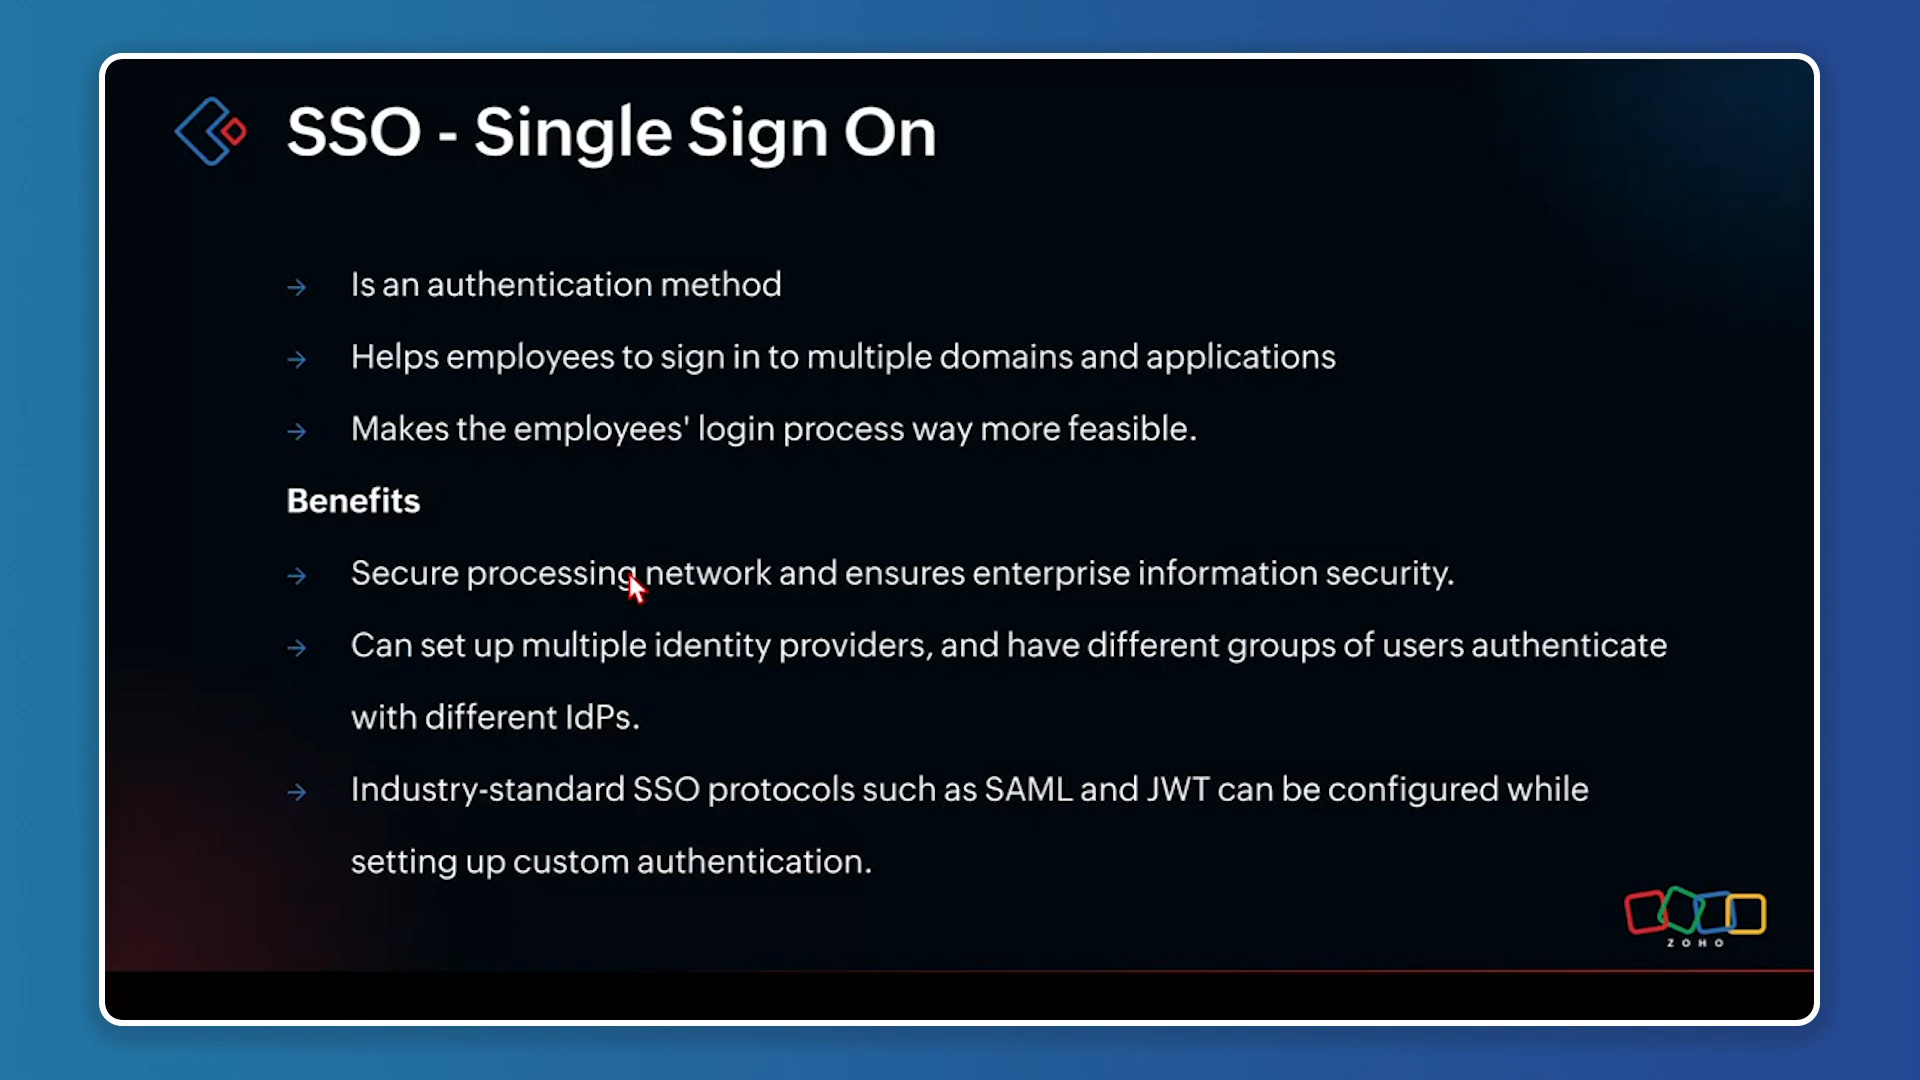 SSO - Single Sign On
→ Is an authentication method
→ Helps employees to sign in to multiple domains and applications
→ Makes the employees' login process way more feasible.
Benefits
→ Secure processing network and ensures enterprise information security.
→ Can set up multiple identity providers, and have different groups of users authenticate
with different IdPs.
→ Industry-standard SSO protocols such as SAML and JWT can be configured while
setting up custom authentication.
ZOHO